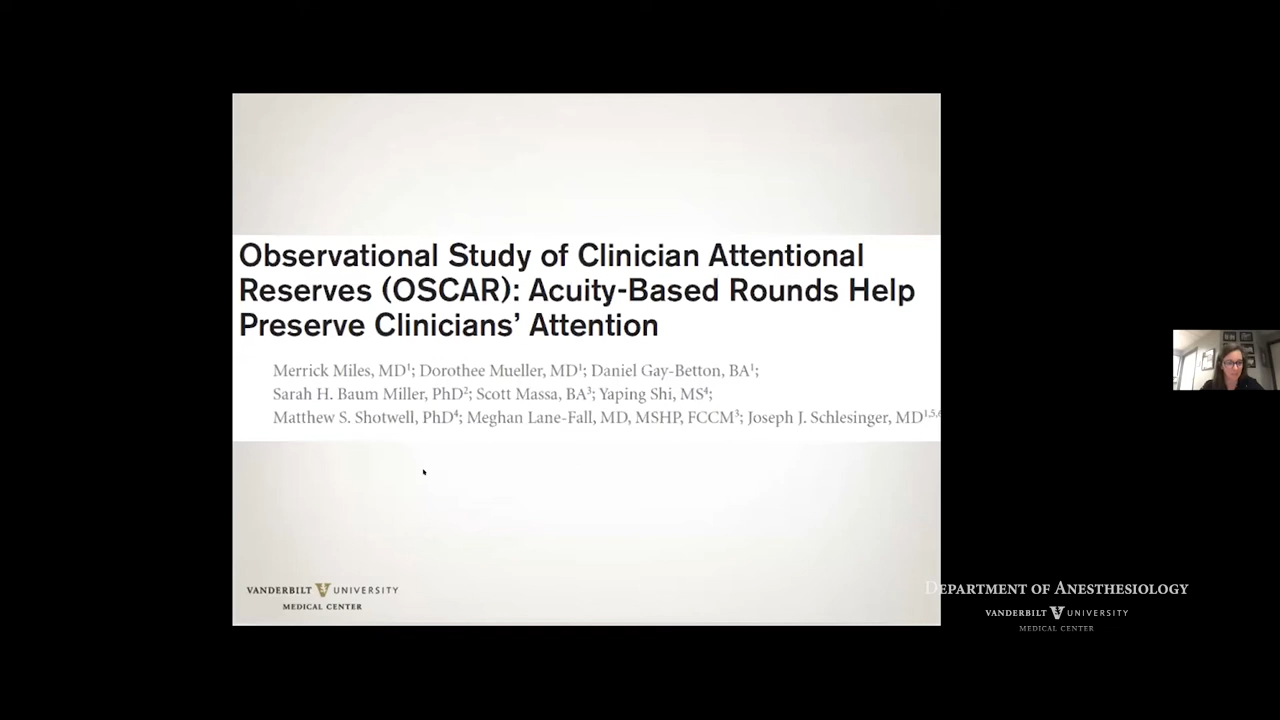 Observational Study of Clinician Attentional
Reserves (OSCAR): Acuity-Based Rounds Help
Preserve Clinicians’ Attention
Merrick Miles, MD¹; Dorothee Mueller, MD¹; Daniel Gay-Betton, BA¹;
Sarah H. Baum Miller, PhD²; Scott Massa, BA³; Yaping Shi, MS⁴;
Matthew S. Shotwell, PhD⁴; Meghan Lane-Fall, MD, MSHP, FCCM³; Joseph J. Schlesinger, MD¹,⁵,⁶
VANDERBILT V UNIVERSITY
MEDICAL CENTER
DEPARTMENT OF ANESTHESIOLOGY
VANDERBILT V UNIVERSITY
MEDICAL CENTER